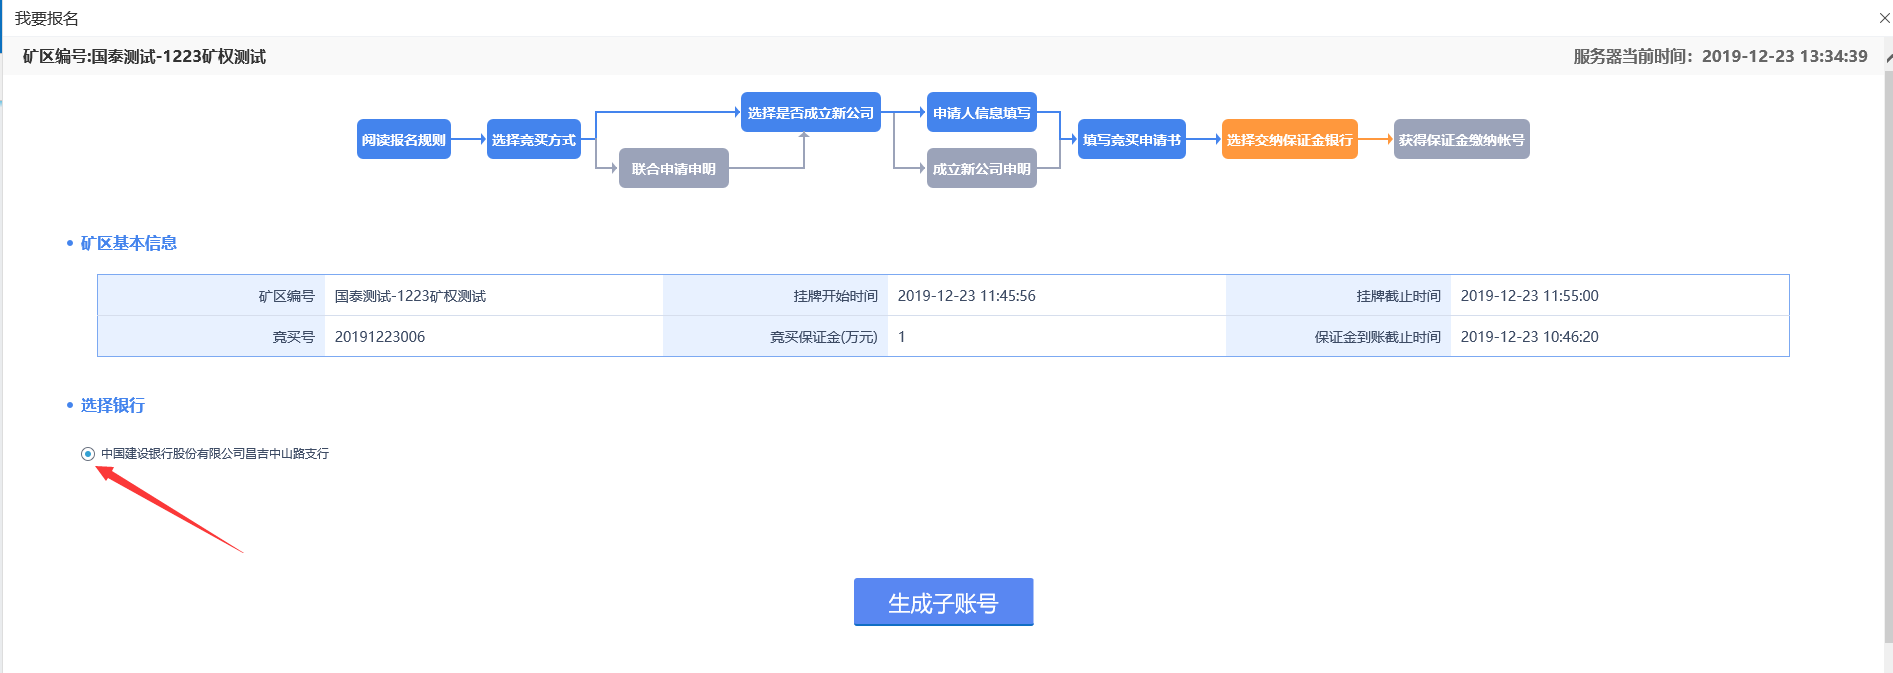 我要报名
矿区编号:国泰测试-1223矿权测试
服务器当前时间：2019-12-23 13:34:39
阅读报名规则
选择竞买方式
联合申请申明
选择是否成立新公司
申请人信息填写
成立新公司申明
填写竞买申请书
选择交纳保证金银行
获得保证金缴纳帐号
矿区基本信息
矿区编号 国泰测试-1223矿权测试 挂牌开始时间 2019-12-23 11:45:56 挂牌截止时间 2019-12-23 11:55:00
竞买号 20191223006 竞买保证金(万元) 1 保证金到账截止时间 2019-12-23 10:46:20
选择银行
中国建设银行股份有限公司昌吉中山路支行
生成子账号